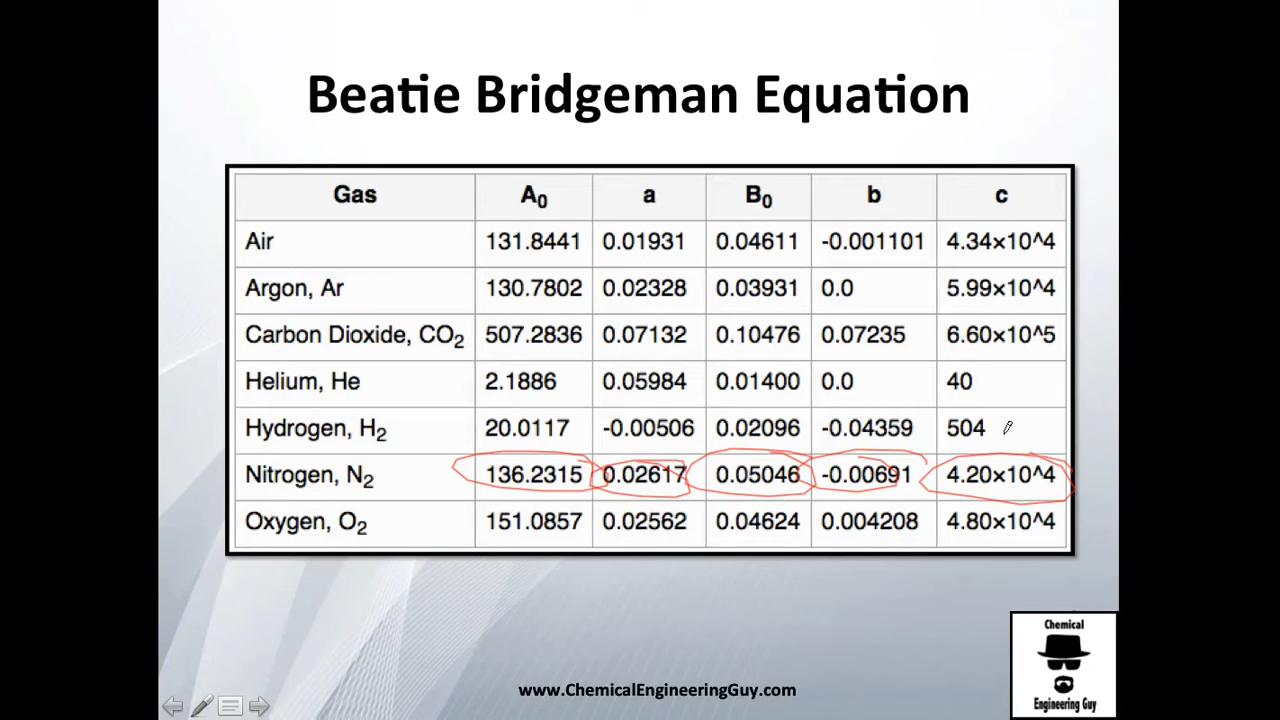 Beatie Bridgeman Equation
Gas A₀ a B₀ b c
Air 131.8441 0.01931 0.04611 -0.001101 4.34×10^4
Argon, Ar 130.7802 0.02328 0.03931 0.0 5.99×10^4
Carbon Dioxide, CO₂ 507.2836 0.07132 0.10476 0.07235 6.60×10^5
Helium, He 2.1886 0.05984 0.01400 0.0 40
Hydrogen, H₂ 20.0117 -0.00506 0.02096 -0.04359 504
Nitrogen, N₂ 136.2315 0.02617 0.05046 -0.00691 4.20×10^4
Oxygen, O₂ 151.0857 0.02562 0.04624 0.004208 4.80×10^4
Chemical
Engineering Guy
www.ChemicalEngineeringGuy.com